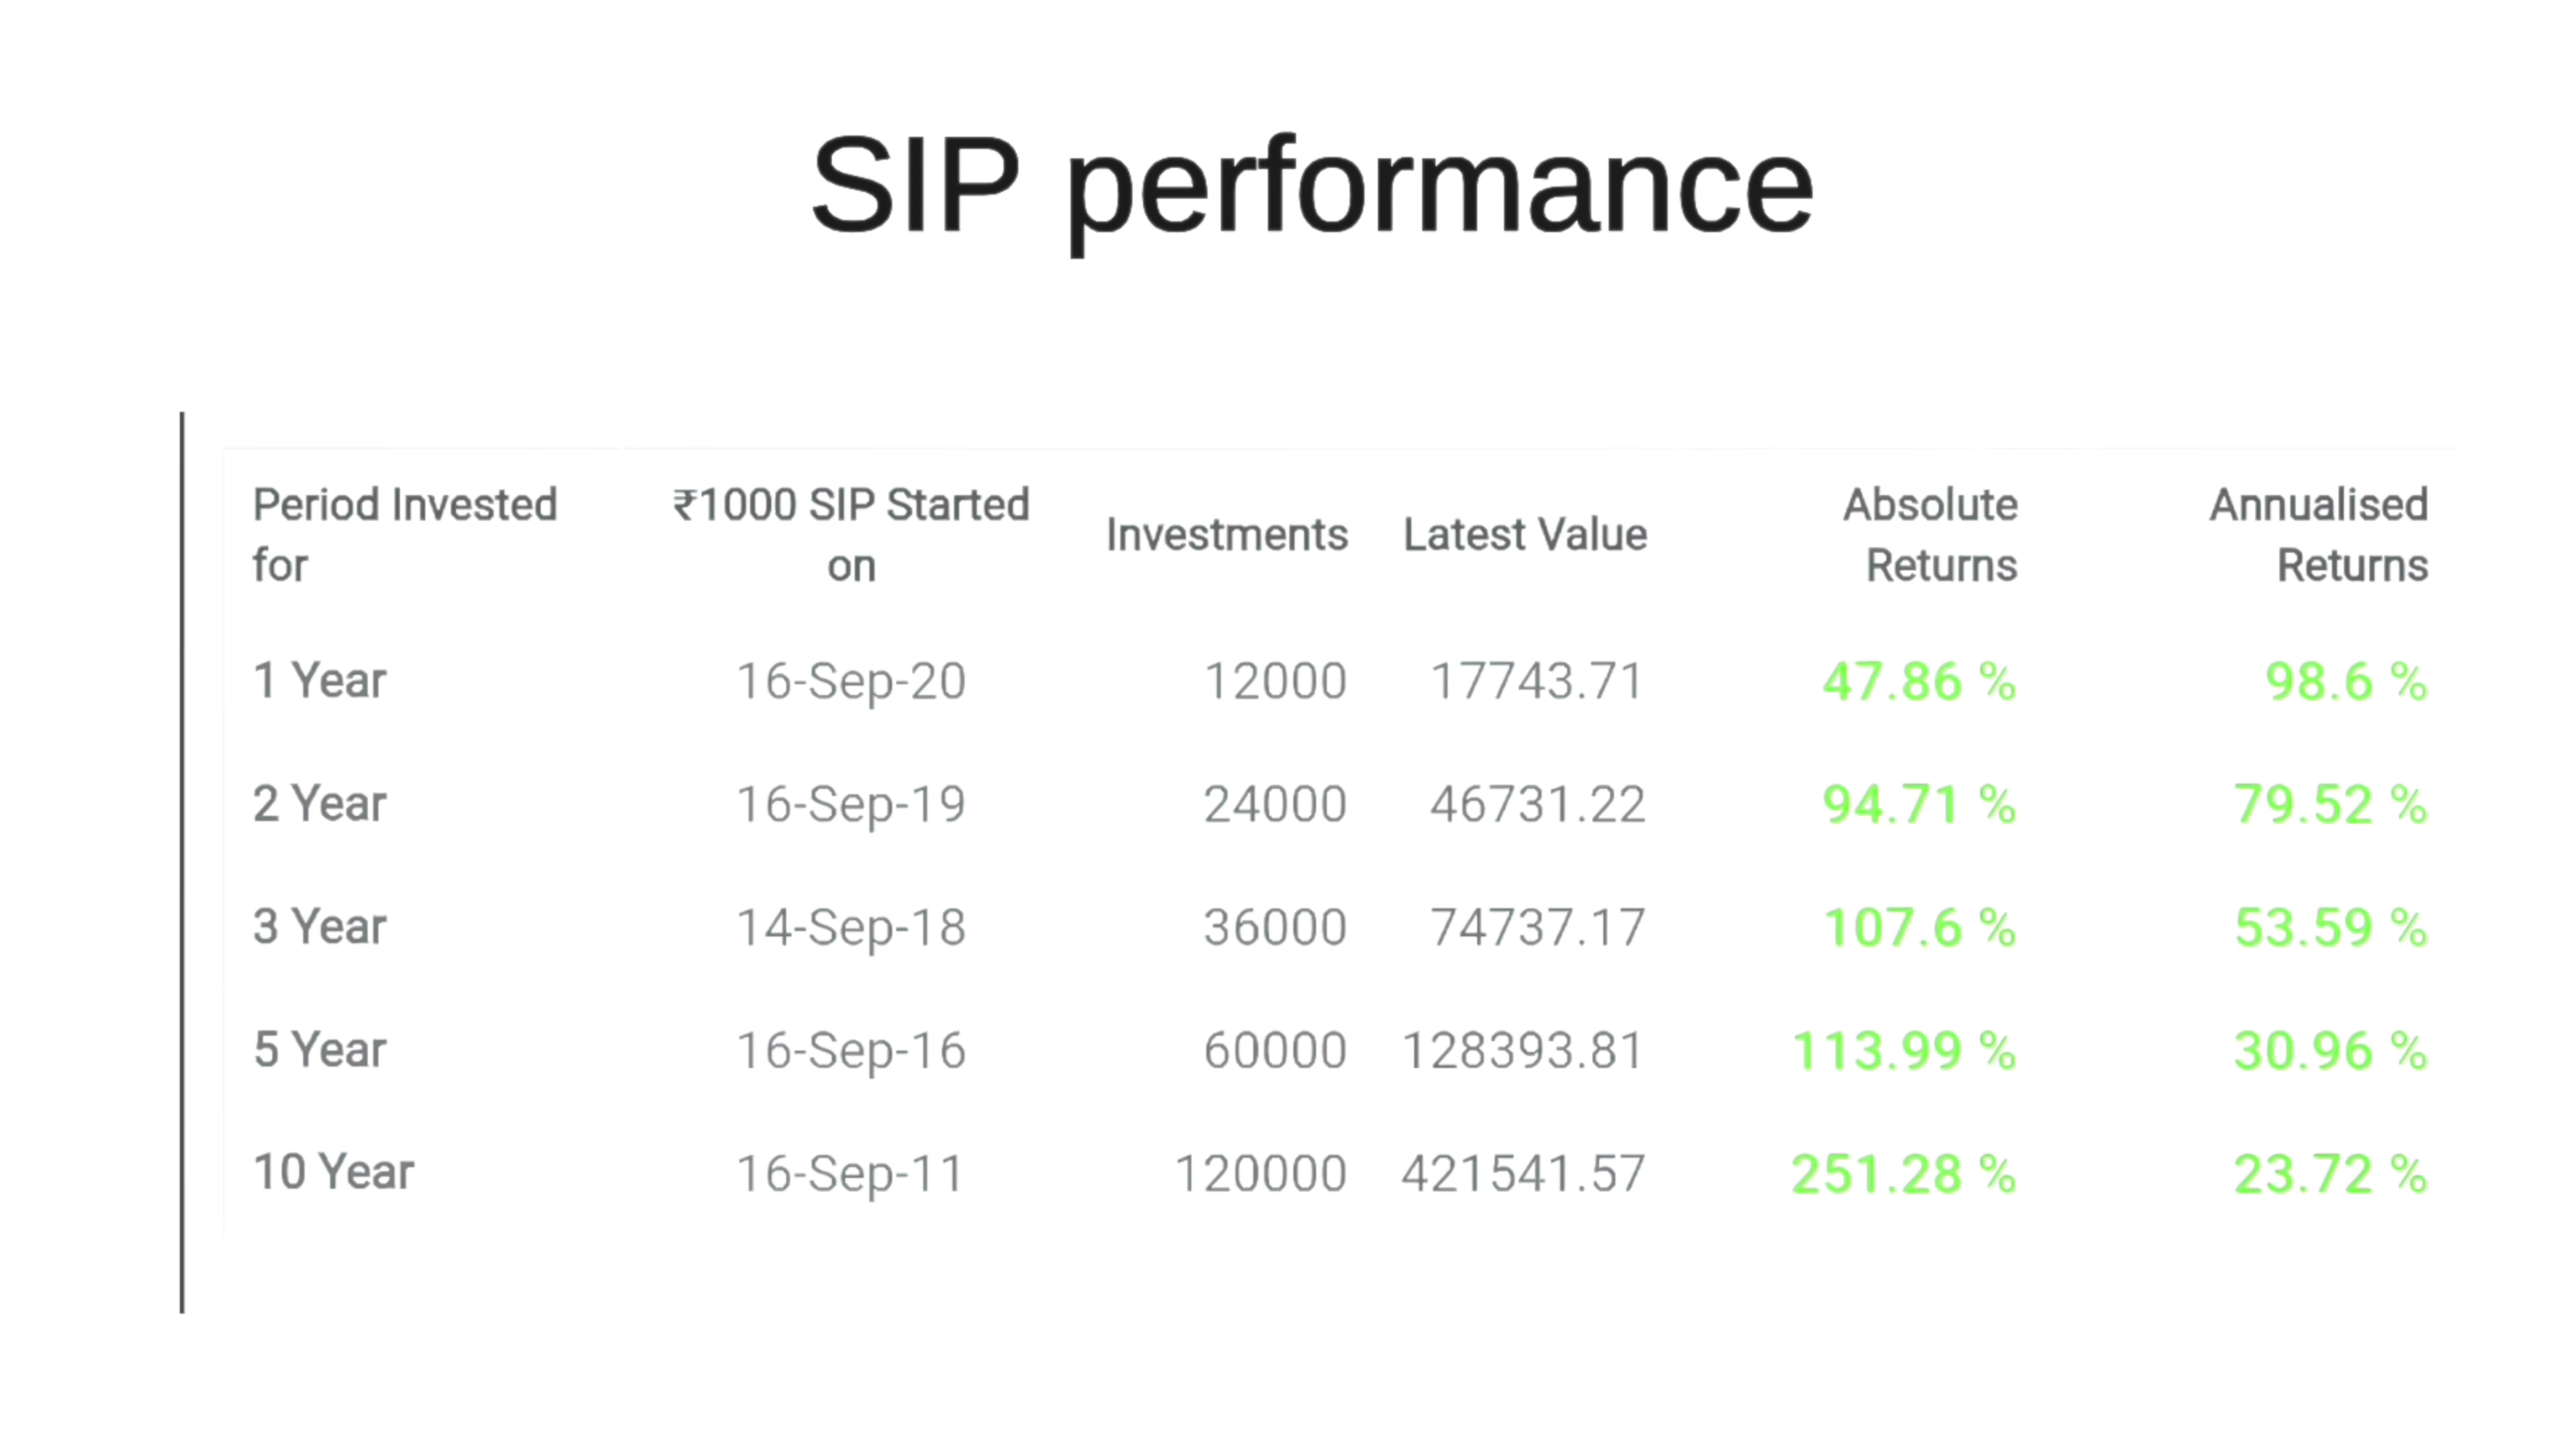 SIP performance
Period Invested for
₹1000 SIP Started on
Investments
Latest Value
Absolute Returns
Annualised Returns
1 Year 16-Sep-20 12000 17743.71 47.86 % 98.6 %
2 Year 16-Sep-19 24000 46731.22 94.71 % 79.52 %
3 Year 14-Sep-18 36000 74737.17 107.6 % 53.59 %
5 Year 16-Sep-16 60000 128393.81 113.99 % 30.96 %
10 Year 16-Sep-11 120000 421541.57 251.28 % 23.72 %